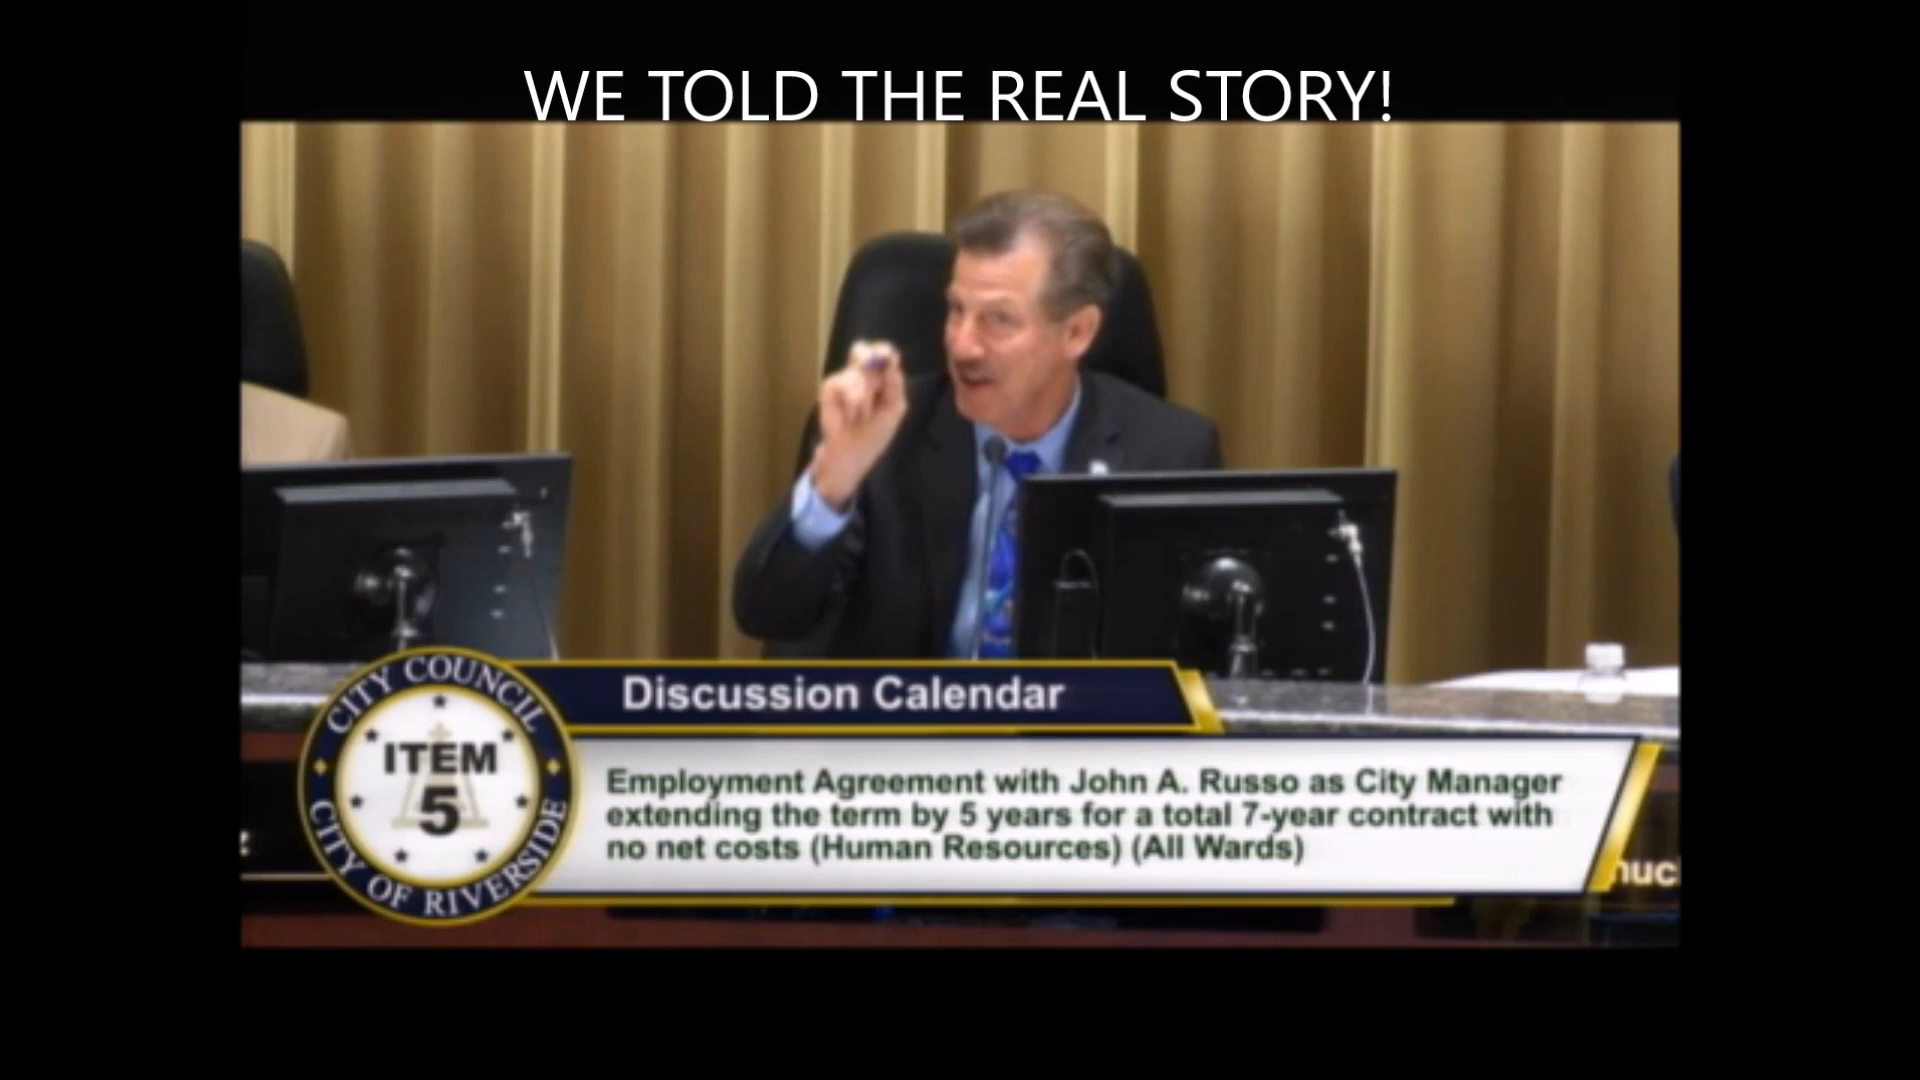 WE TOLD THE REAL STORY!
Discussion Calendar
CITY COUNCIL
ITEM
5
CITY OF RIVERSIDE
Employment Agreement with John A. Russo as City Manager
extending the term by 5 years for a total 7-year contract with
no net costs (Human Resources) (All Wards)